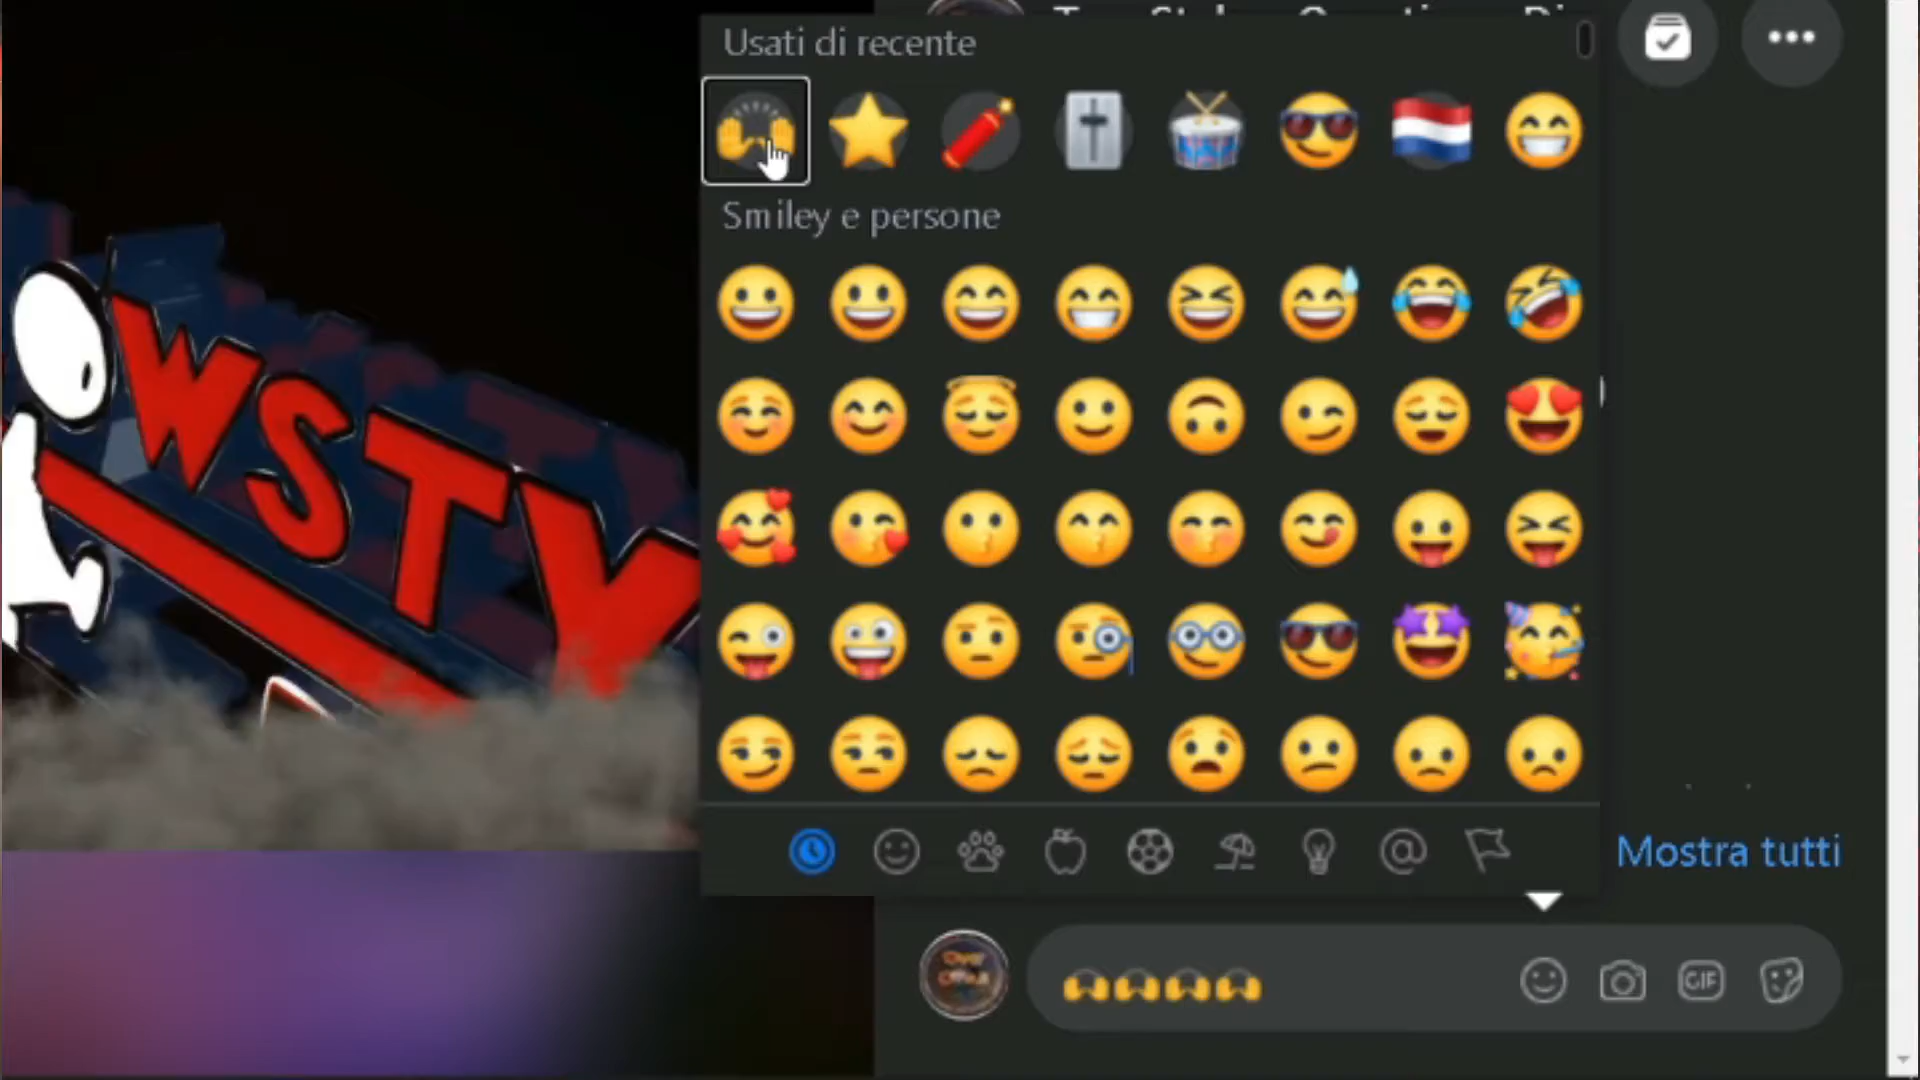 Usati di recente
Smiley e persone
WSTY
Mostra tutti
GIF